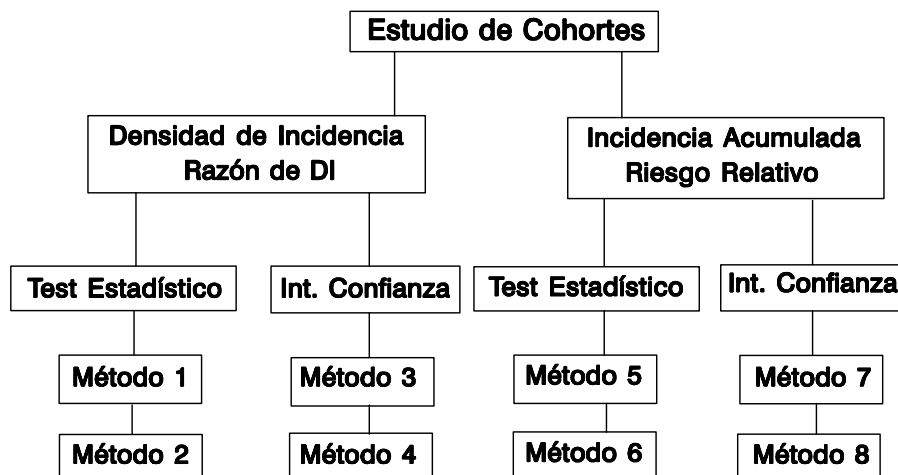 Estudio de Cohortes
Densidad de Incidencia
Razón de DI
Incidencia Acumulada
Riesgo Relativo
Test Estadístico
Int. Confianza
Test Estadístico
Int. Confianza
Método 1
Método 3
Método 5
Método 7
Método 2
Método 4
Método 6
Método 8